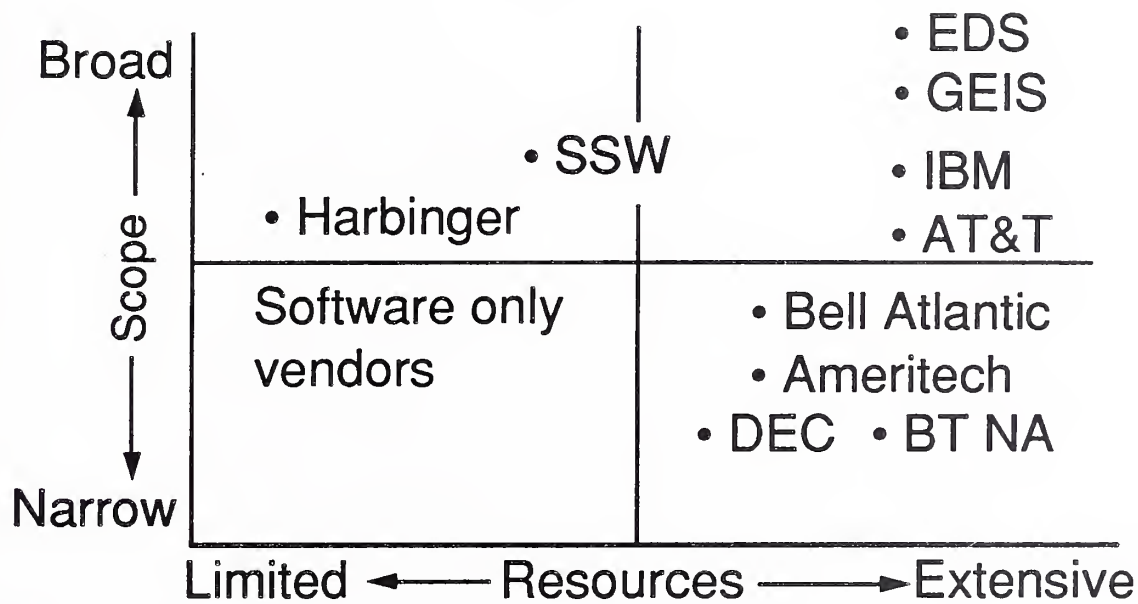 Broad
Scope
Narrow
• EDS
• GEIS
• SSW
• IBM
• Harbinger
• AT&T
Software only
vendors
• Bell Atlantic
• Ameritech
• DEC • BT NA
Limited Resources Extensive